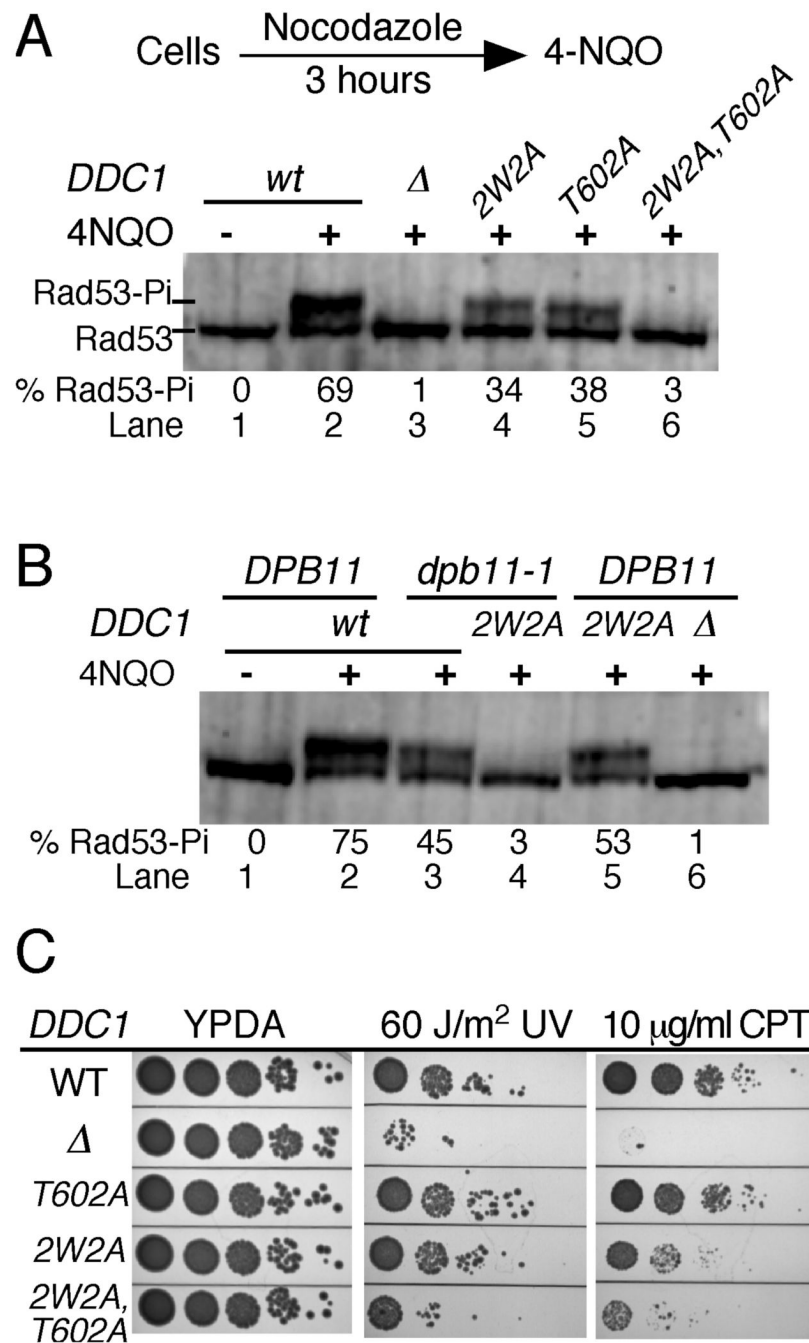 A
Nocodazole
Cells 4-NQO
3 hours
DDC1 wt Δ 2W2A T602A 2W2A,T602A
4NQO - + + + + +
Rad53-Pi
Rad53
% Rad53-Pi 0 69 1 34 38 3
Lane 1 2 3 4 5 6
B
DPB11 dpb11-1 DPB11
DDC1 wt 2W2A 2W2A Δ
4NQO - + + + + +
% Rad53-Pi 0 75 45 3 53 1
Lane 1 2 3 4 5 6
C
DDC1 YPDA 60 J/m² UV 10 μg/ml CPT
WT
Δ
T602A
2W2A
2W2A,
T602A